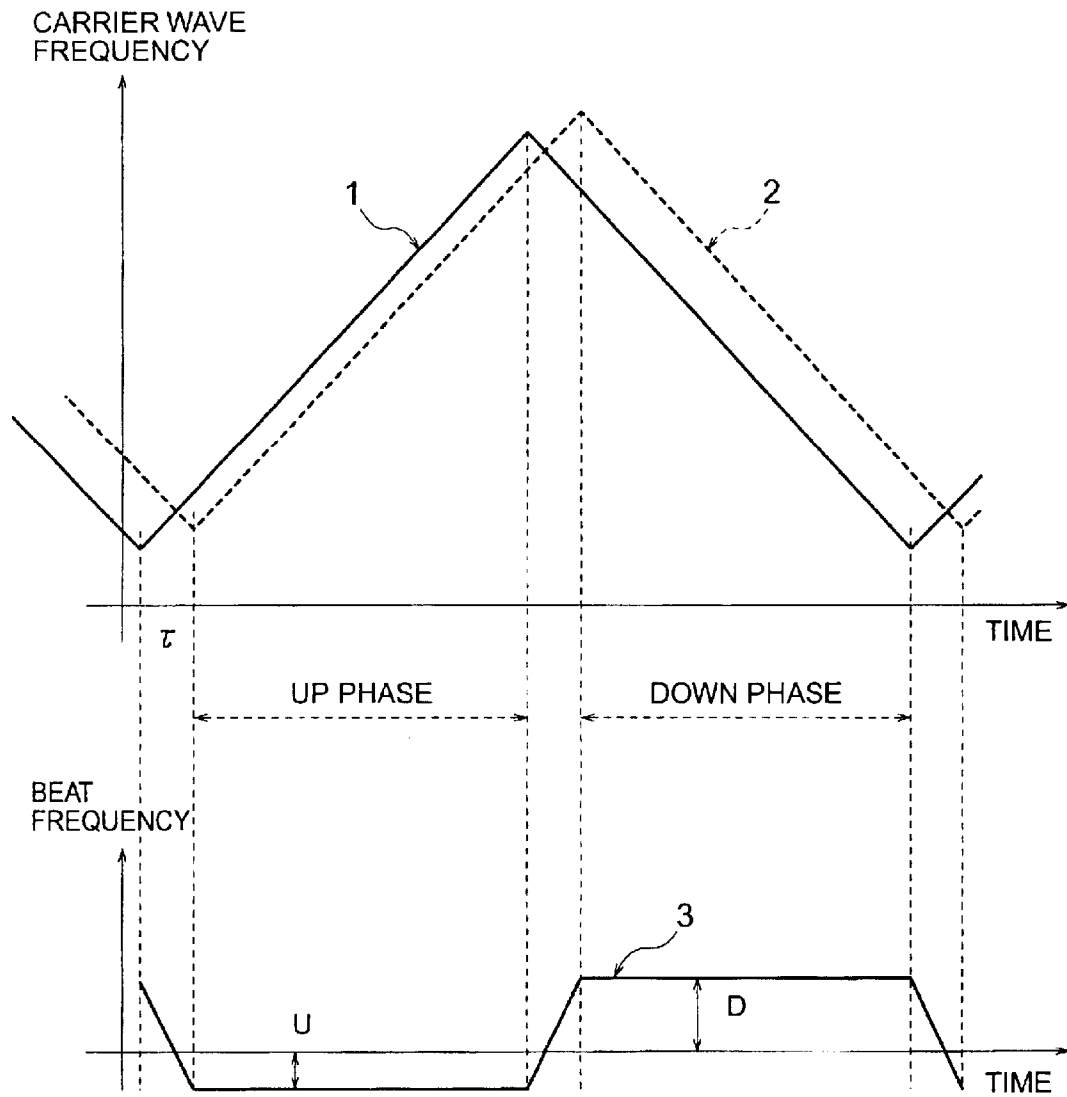 CARRIER WAVE
FREQUENCY
1
2
τ
TIME
UP PHASE
DOWN PHASE
BEAT
FREQUENCY
3
U
D
TIME